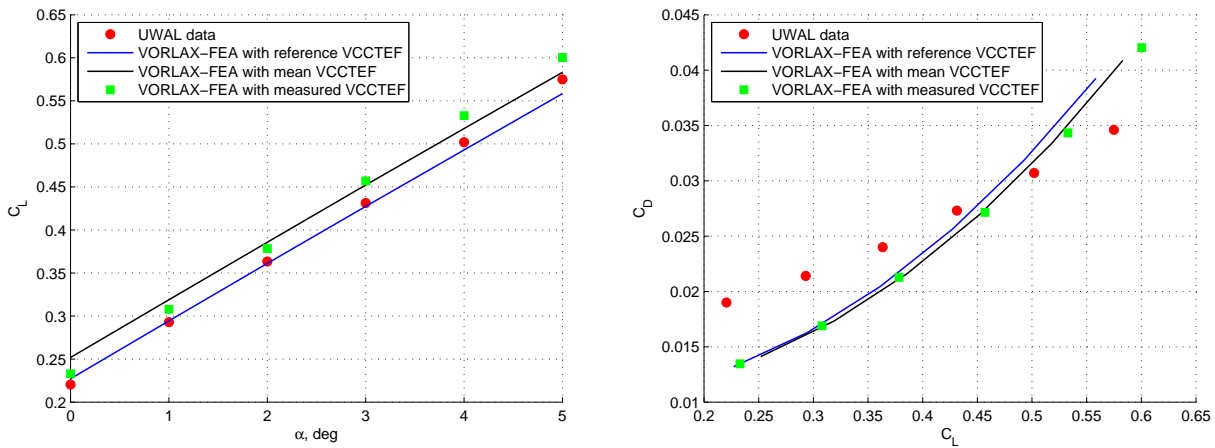 UWAL data
VORLAX−FEA with reference VCCTEF
VORLAX−FEA with mean VCCTEF
VORLAX−FEA with measured VCCTEF
0.65
0.6
0.55
0.5
0.45
0.4
0.35
0.3
0.25
0.2
C_L
0 1 2 3 4 5
α, deg
UWAL data
VORLAX−FEA with reference VCCTEF
VORLAX−FEA with mean VCCTEF
VORLAX−FEA with measured VCCTEF
0.045
0.04
0.035
0.03
0.025
0.02
0.015
0.01
C_D
0.2 0.25 0.3 0.35 0.4 0.45 0.5 0.55 0.6 0.65
C_L